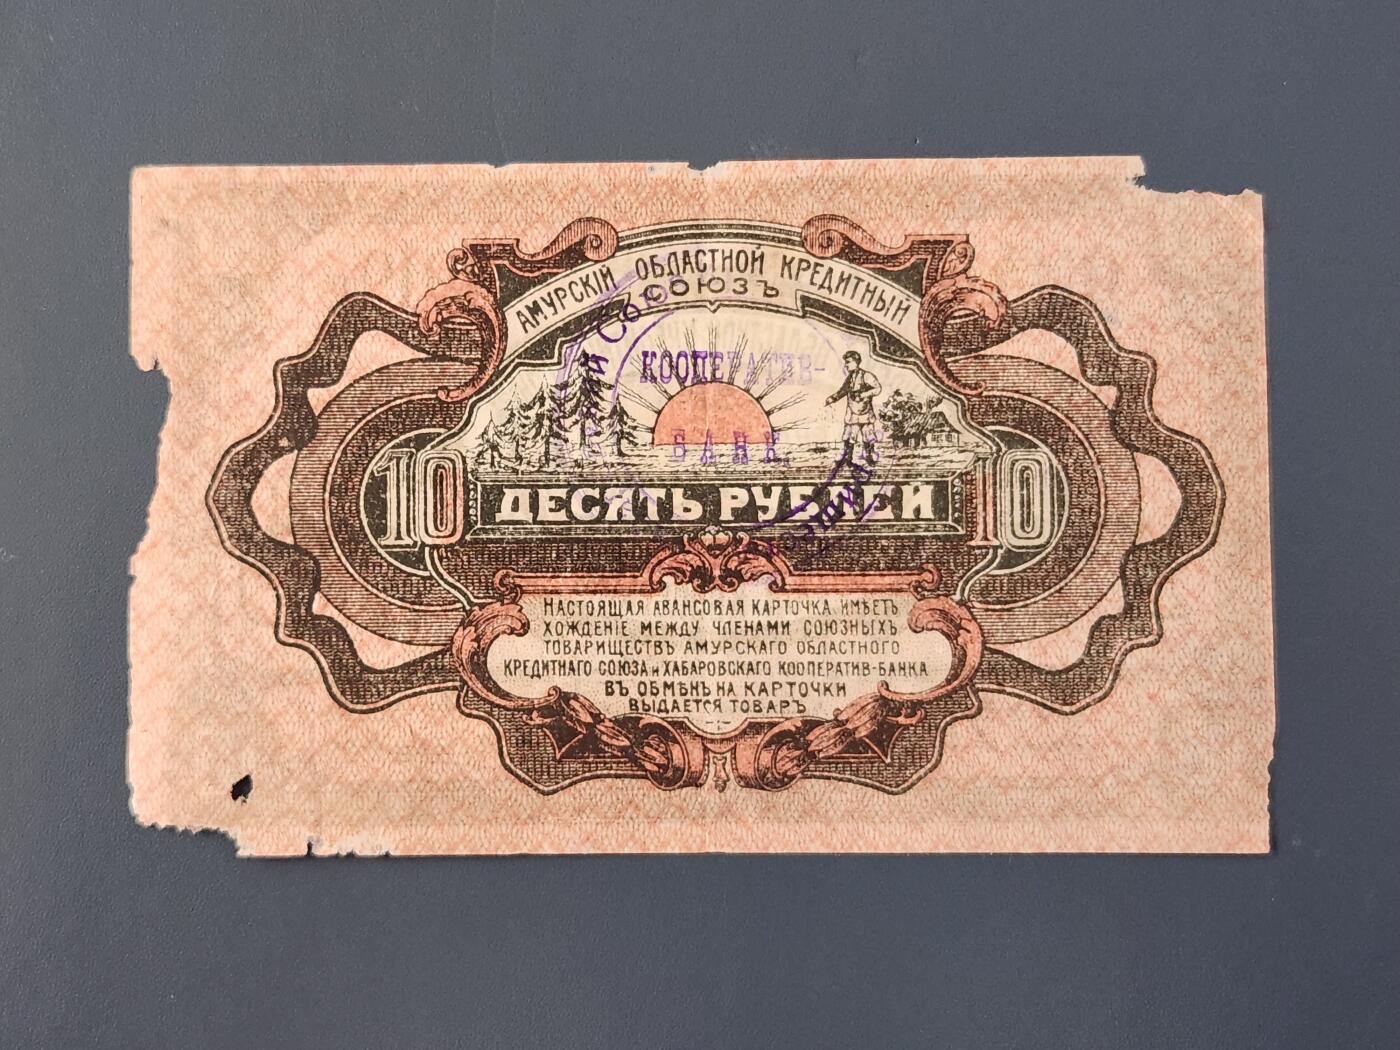 АМУРСКІЙ ОБЛАСТНОЙ КРЕДИТНЫЙ
СОЮЗЪ
КООПЕРАТИВ-
БАНК
10 ДЕСЯТЬ РУБЛЕЙ 10
НАСТОЯЩАЯ АВАНСОВАЯ КАРТОЧКА ИМѢЕТЪ
ХОЖДЕНІЕ МЕЖДУ ЧЛЕНАМИ СОЮЗНЫХЪ
ТОВАРИЩЕСТВЪ АМУРСКАГО ОБЛАСТНОГО
КРЕДИТНАГО СОЮЗА и ХАБАРОВСКАГО КООПЕРАТИВ-БАНКА
ВЪ ОБМѢНЪ НА КАРТОЧКИ
ВЫДАЕТСЯ ТОВАРЪ